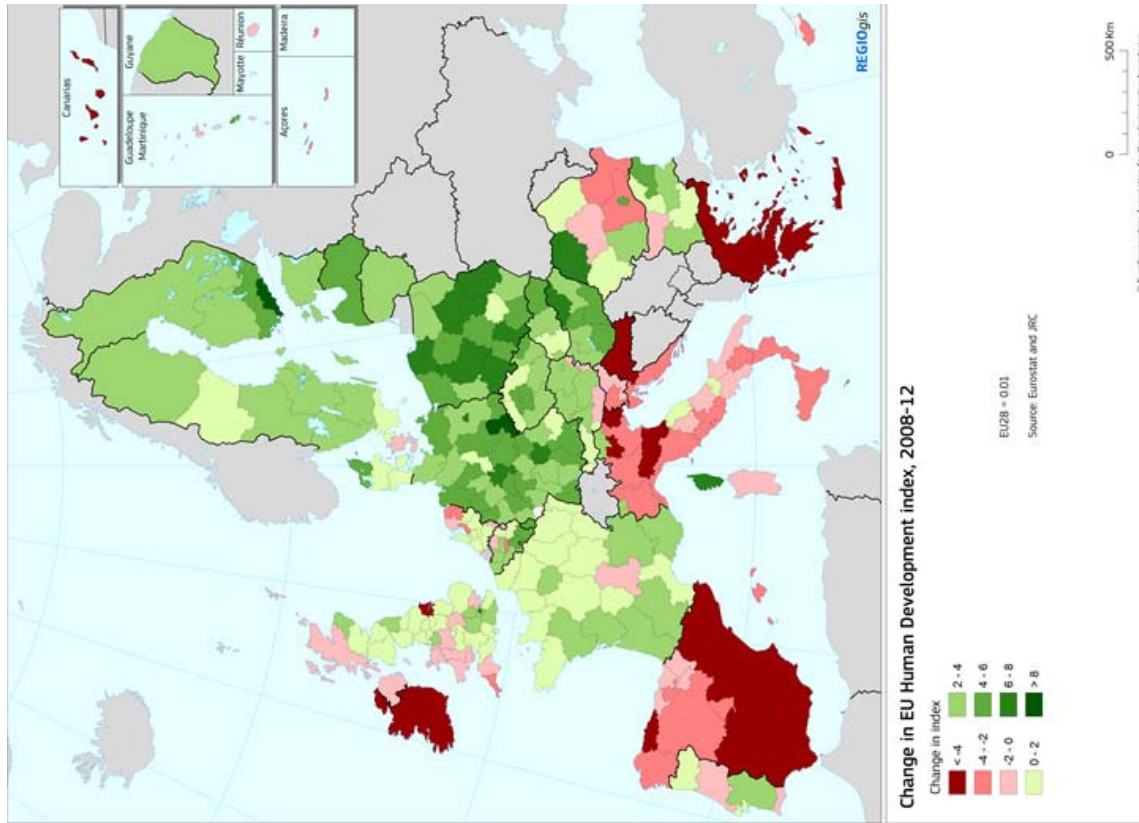 Canarias
Guadeloupe
Martinique
Guyane
Mayotte
Réunion
Açores
Madeira
REGIOgis
Change in EU Human Development index, 2008-12
Change in index
< -4
-4 - -2
-2 - 0
0 - 2
2 - 4
4 - 6
6 - 8
> 8
EU28 = 0.01
Source: Eurostat and JRC
0
500 Km